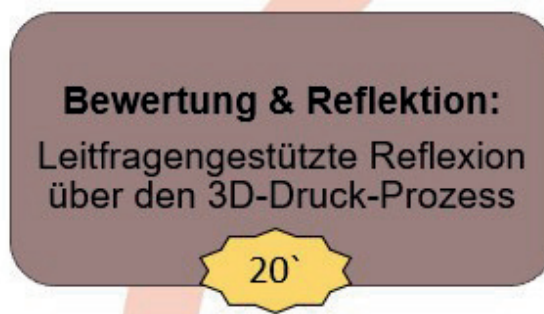 Bewertung & Reflektion:
Leitfragengestützte Reflexion
über den 3D-Druck-Prozess
20`